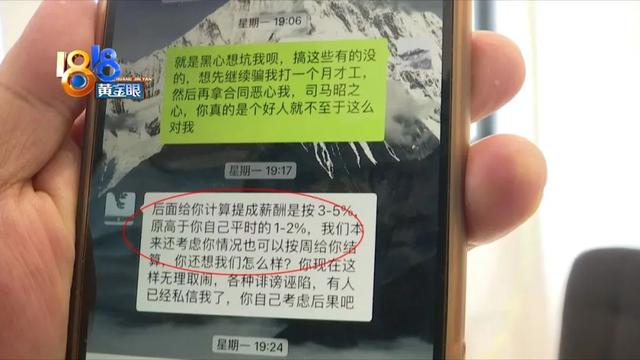 1818
黄金眼
星期一 19:06
就是黑心想坑我呗，搞这些有的没
的，想先继续骗我打一个月才工，
然后再拿合同恶心我，司马昭之
心，你真的是个好人就不至于这么
对我
星期一 19:17
后面给你计算提成薪酬是按3-5%，
原高于你自己平时的1-2%，我们本
来还考虑你情况也可以按周给你结
算，你还想我们怎么样？你现在这
样无理取闹，各种诽谤诬陷，有人
已经私信我了，你自己考虑后果吧
星期一 19:24